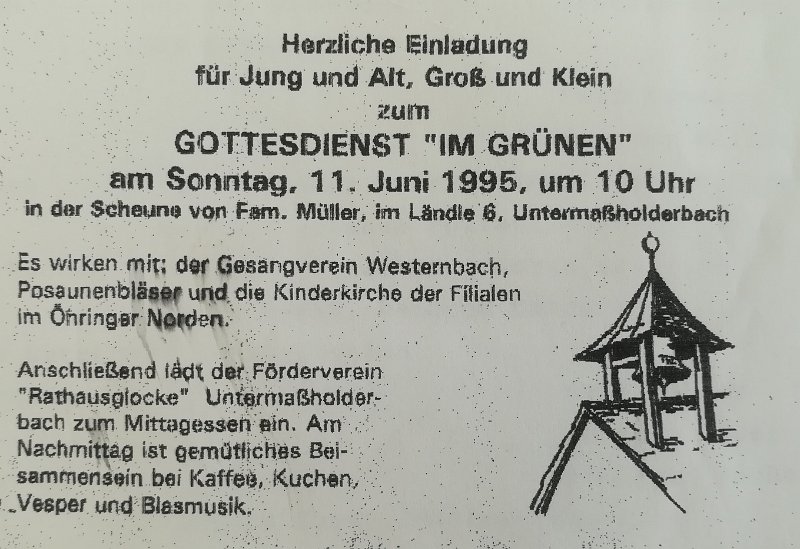 Herzliche Einladung
für Jung und Alt, Groß und Klein
zum
GOTTESDIENST "IM GRÜNEN"
am Sonntag, 11. Juni 1995, um 10 Uhr
in der Scheune von Fam. Müller, im Ländle 6, Untermaßholderbach
Es wirken mit: der Gesangverein Westernbach,
Posaunenbläser und die Kinderkirche der Filialen
im Öhringer Norden.
Anschließend lädt der Förderverein
"Rathausglocke" Untermaßholder-
bach zum Mittagessen ein. Am
Nachmittag ist gemütliches Bei-
sammensein bei Kaffee, Kuchen,
Vesper und Blasmusik.